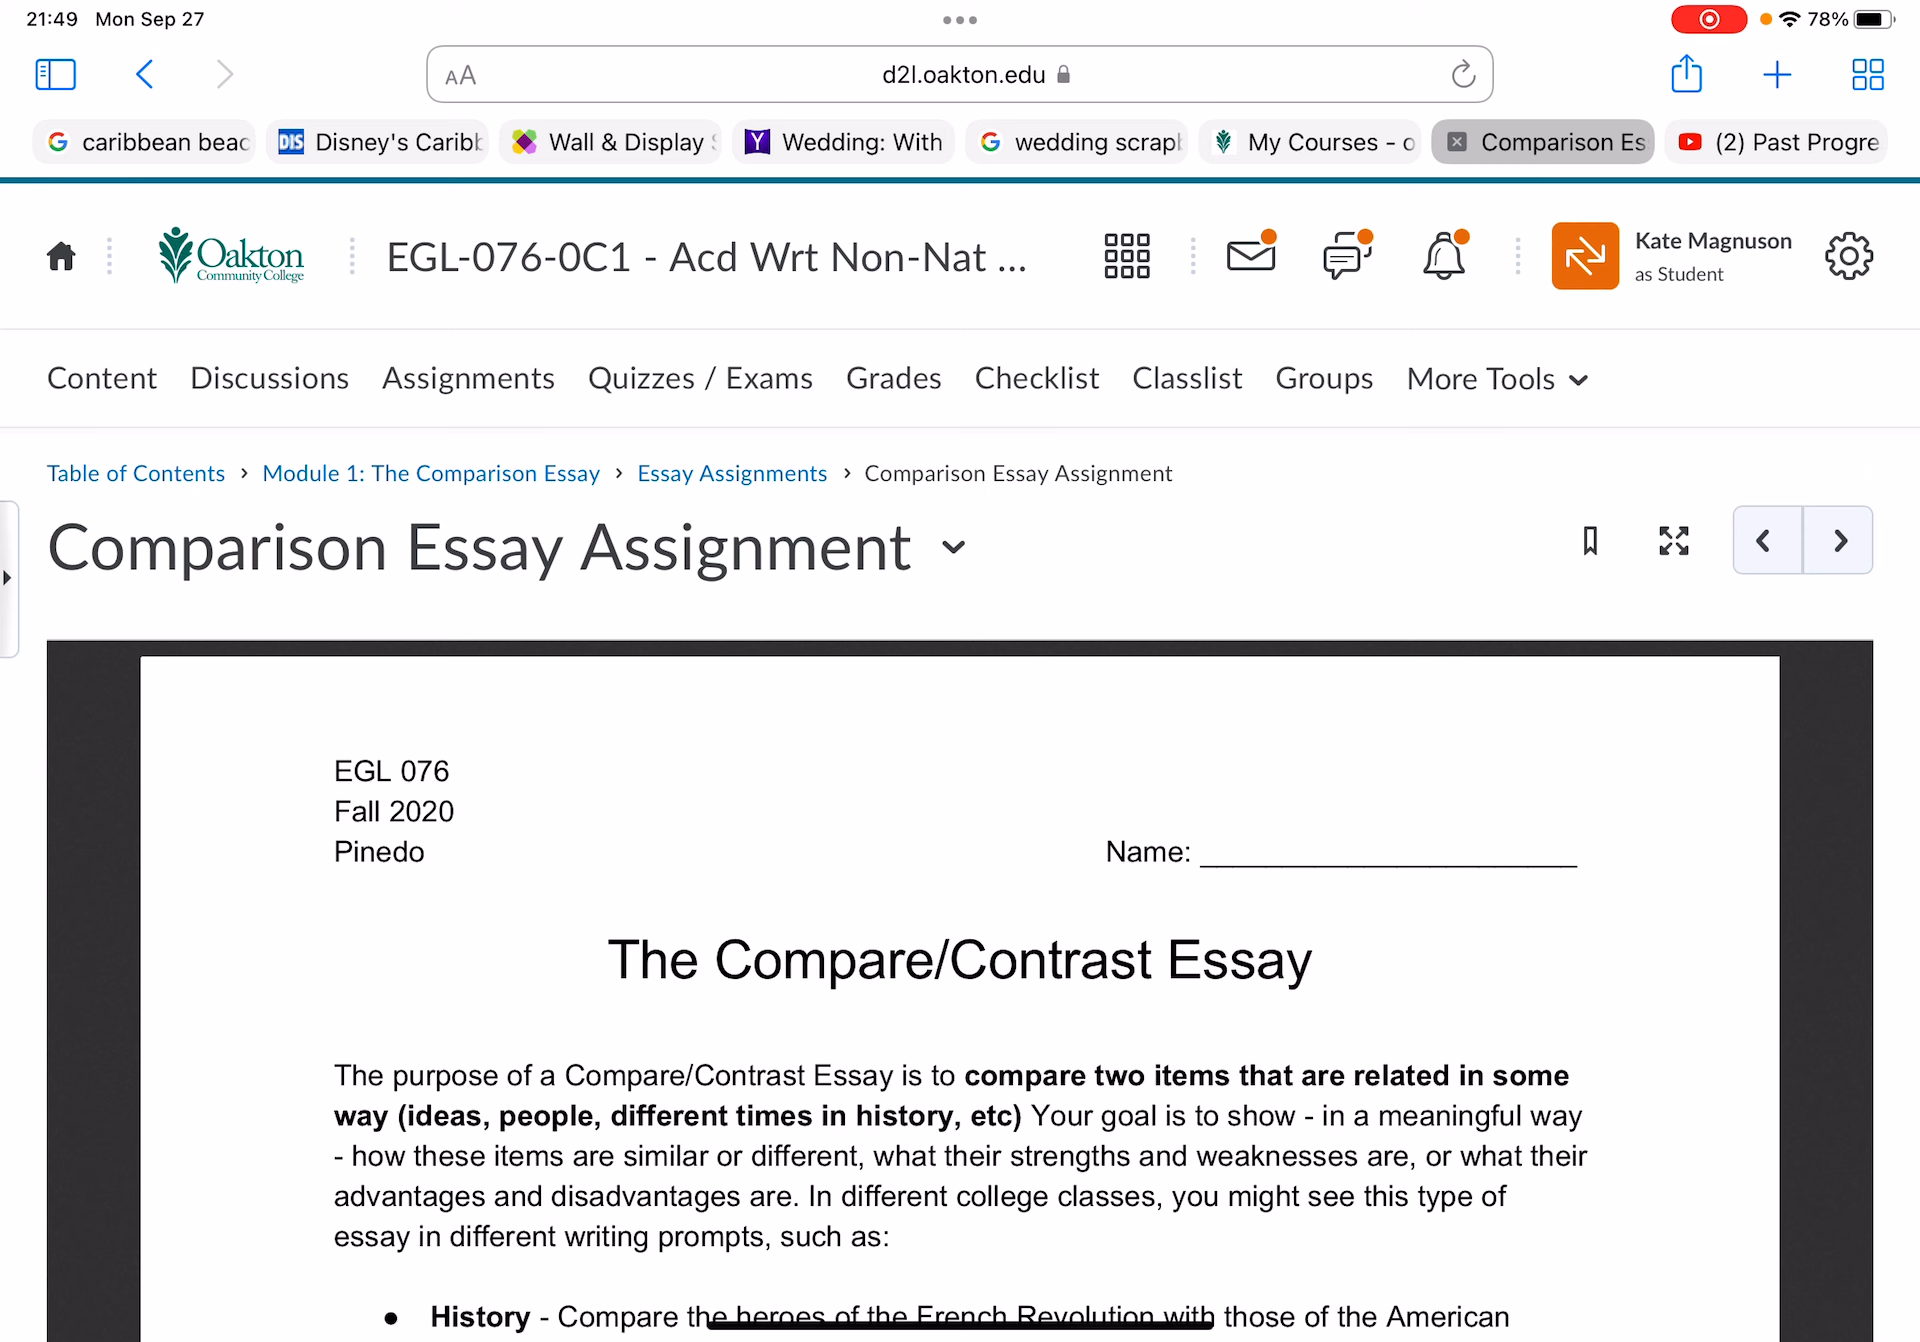 21:49 Mon Sep 27
78%
AA
d2l.oakton.edu
caribbean beac
DIS Disney's Caribb
Wall & Display
Wedding: With
wedding scrap
My Courses - o
Comparison Es
(2) Past Progre
Oakton
Community College
EGL-076-0C1 - Acd Wrt Non-Nat ...
Kate Magnuson
as Student
Content Discussions Assignments Quizzes / Exams Grades Checklist Classlist Groups More Tools
Table of Contents > Module 1: The Comparison Essay > Essay Assignments > Comparison Essay Assignment
Comparison Essay Assignment
EGL 076
Fall 2020
Pinedo
Name: _______________________
The Compare/Contrast Essay
The purpose of a Compare/Contrast Essay is to compare two items that are related in some
way (ideas, people, different times in history, etc) Your goal is to show - in a meaningful way
- how these items are similar or different, what their strengths and weaknesses are, or what their
advantages and disadvantages are. In different college classes, you might see this type of
essay in different writing prompts, such as:
● History - Compare the heroes of the French Revolution with those of the American